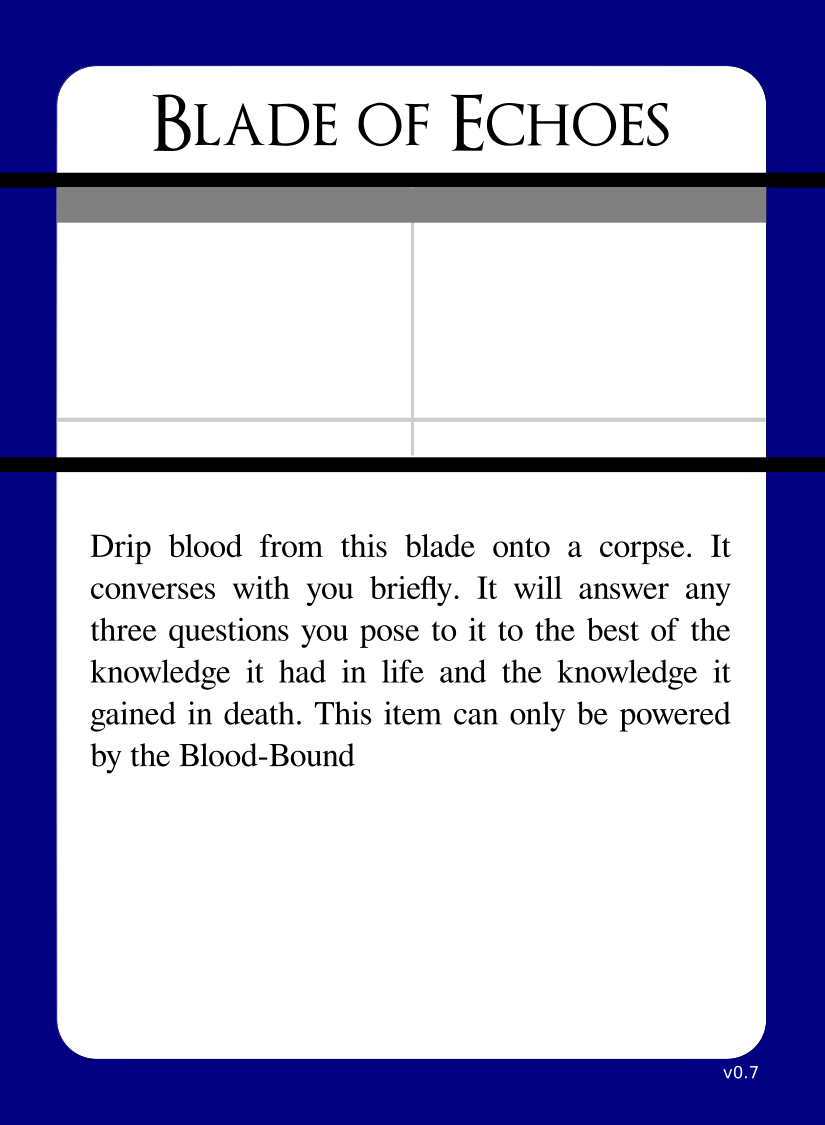 Blade of Echoes
Drip blood from this blade onto a corpse. It
converses with you briefly. It will answer any
three questions you pose to it to the best of the
knowledge it had in life and the knowledge it
gained in death. This item can only be powered
by the Blood-Bound
v0.7